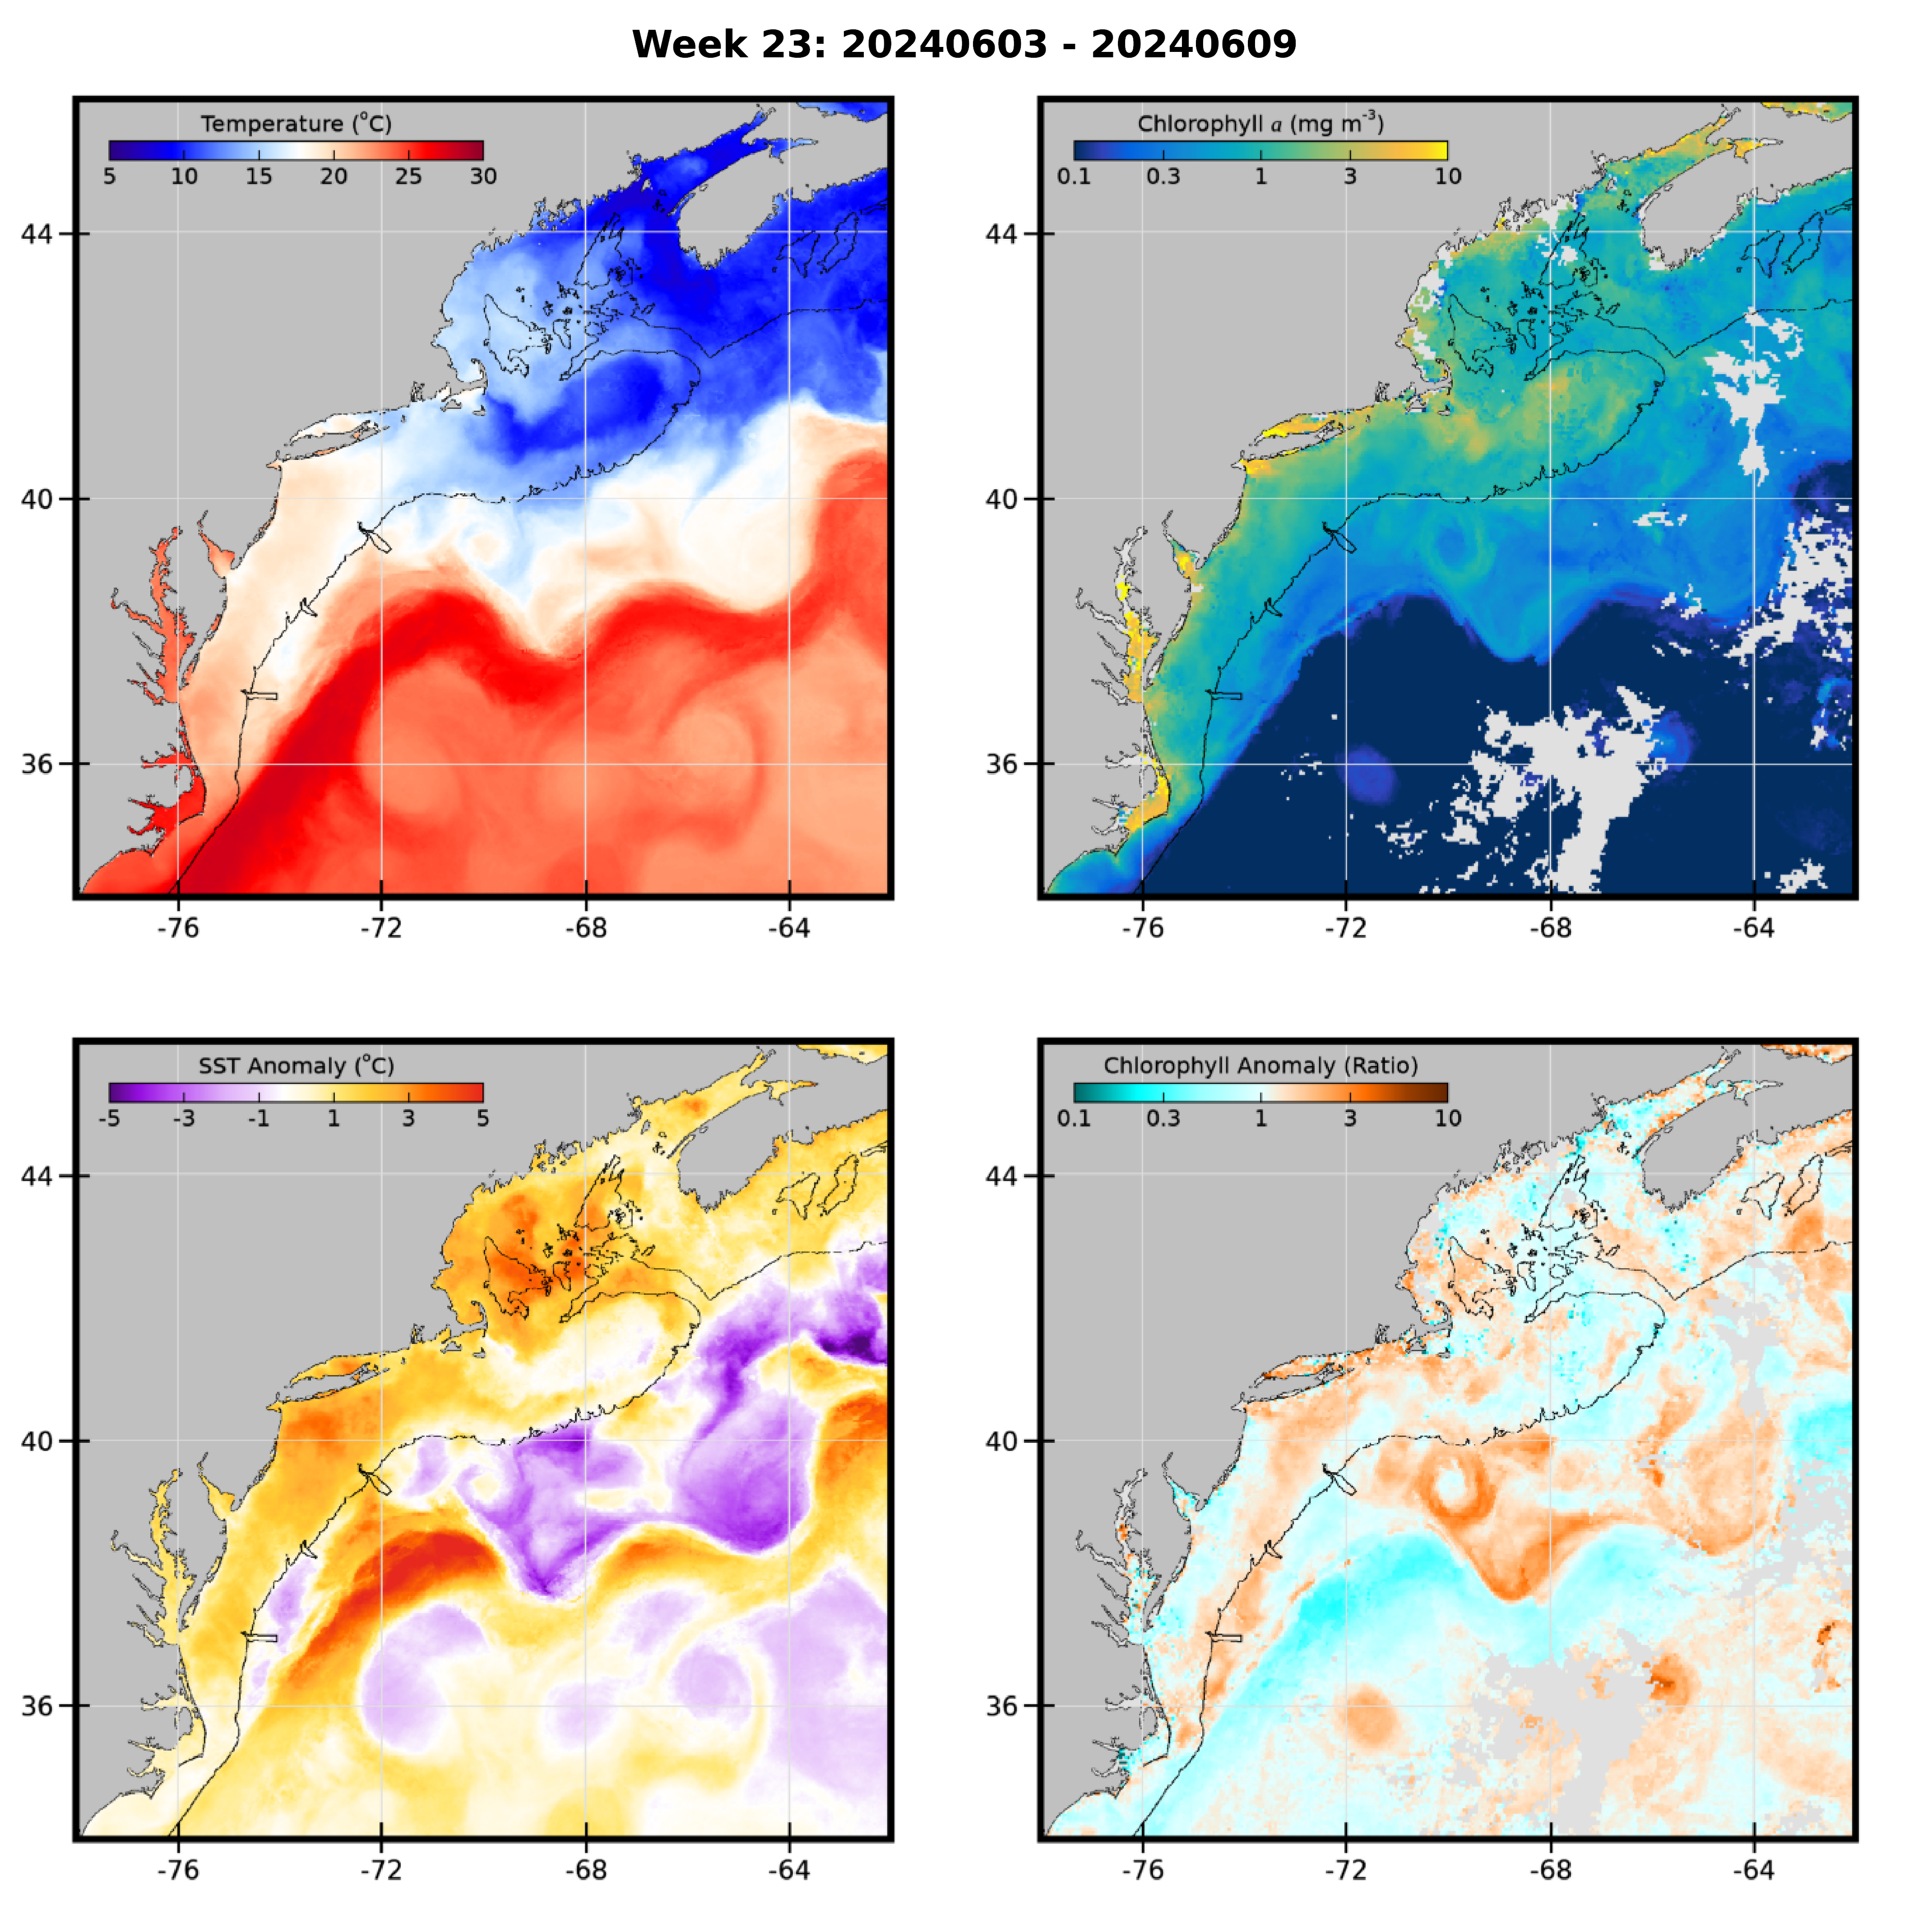 Week 23: 20240603 - 20240609
Temperature (°C)
5 10 15 20 25 30
44
40
36
-76 -72 -68 -64
Chlorophyll a (mg m⁻³)
0.1 0.3 1 3 10
44
40
36
-76 -72 -68 -64
SST Anomaly (°C)
-5 -3 -1 1 3 5
44
40
36
-76 -72 -68 -64
Chlorophyll Anomaly (Ratio)
0.1 0.3 1 3 10
44
40
36
-76 -72 -68 -64